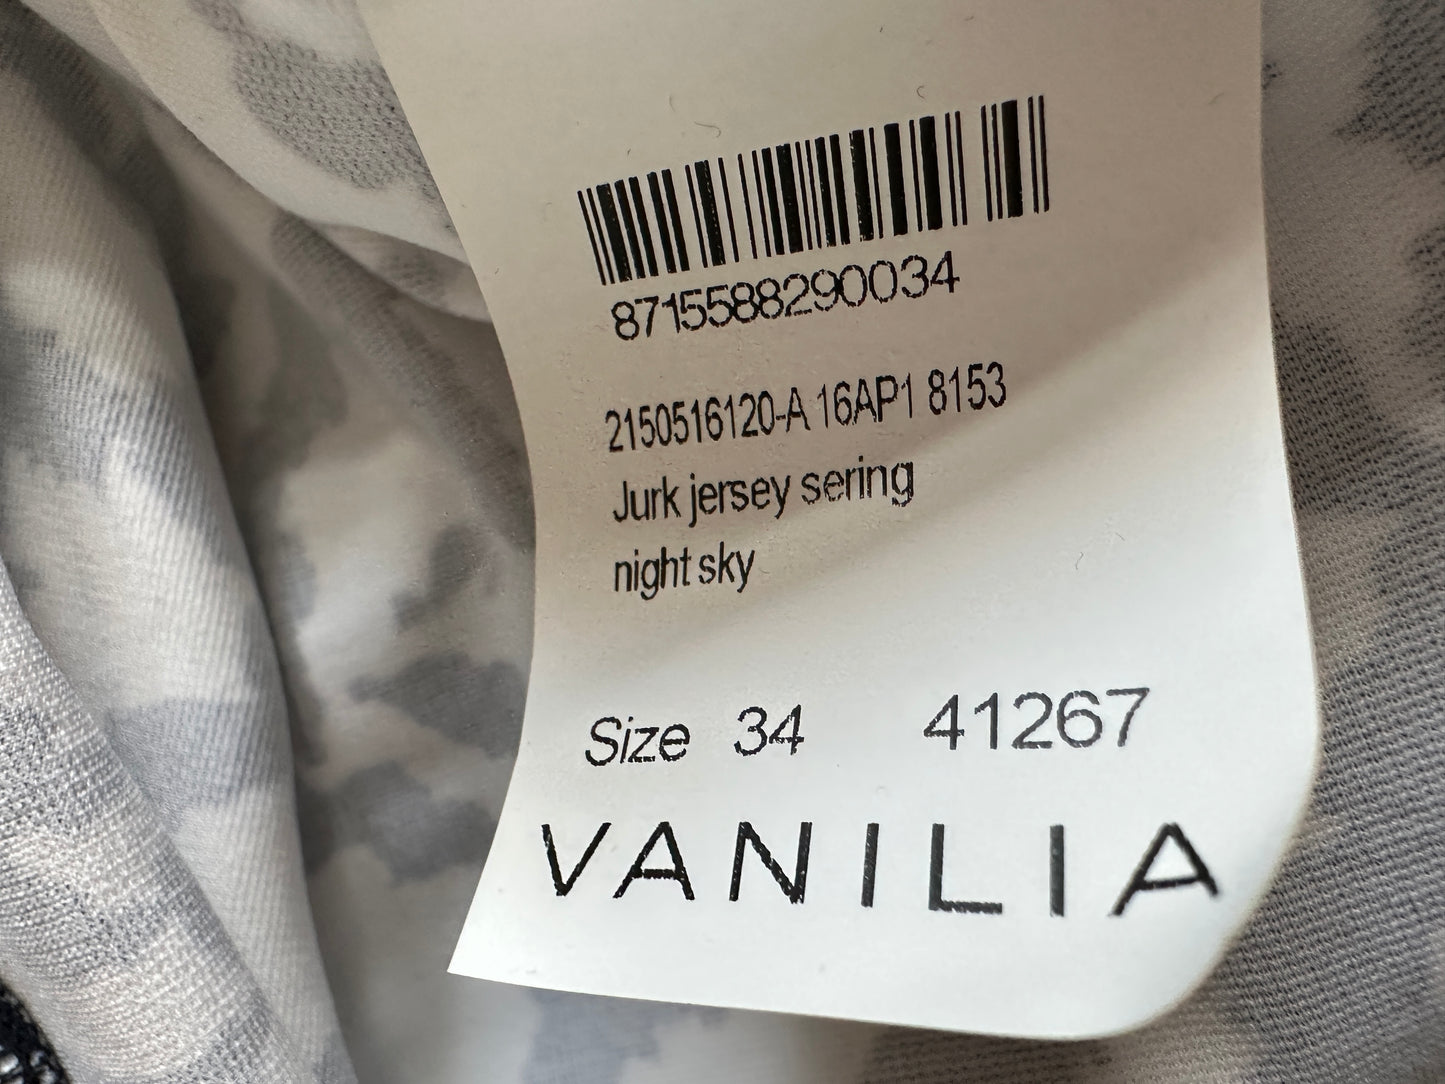 8715588290034
2150516120-A 16AP1 8153
Jurk jersey sering
night sky
Size 34 41267
VANILIA